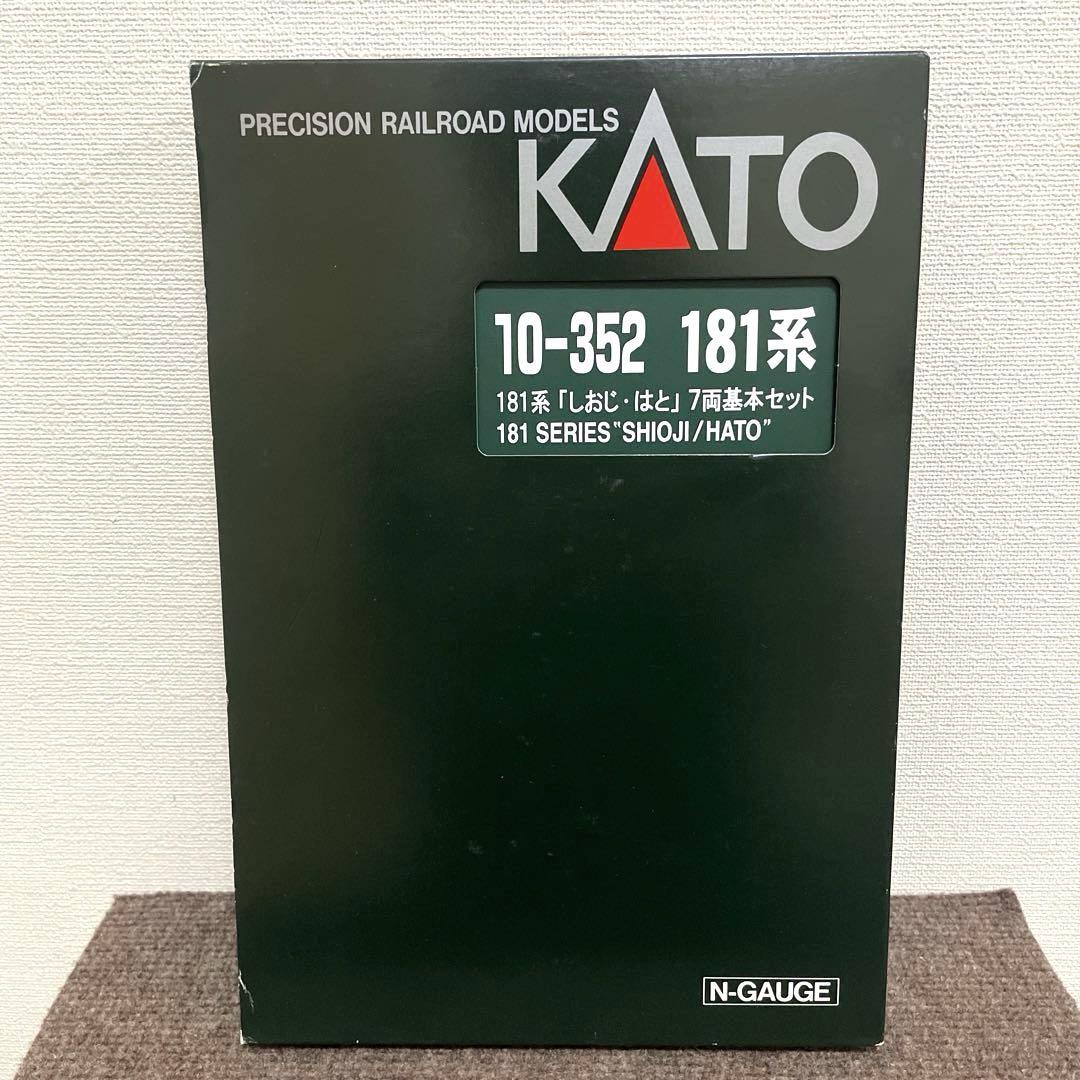 PRECISION RAILROAD MODELS
KATO
10-352 181系
181系「しおじ・はと」7両基本セット
181 SERIES "SHIOJI/HATO"
N-GAUGE